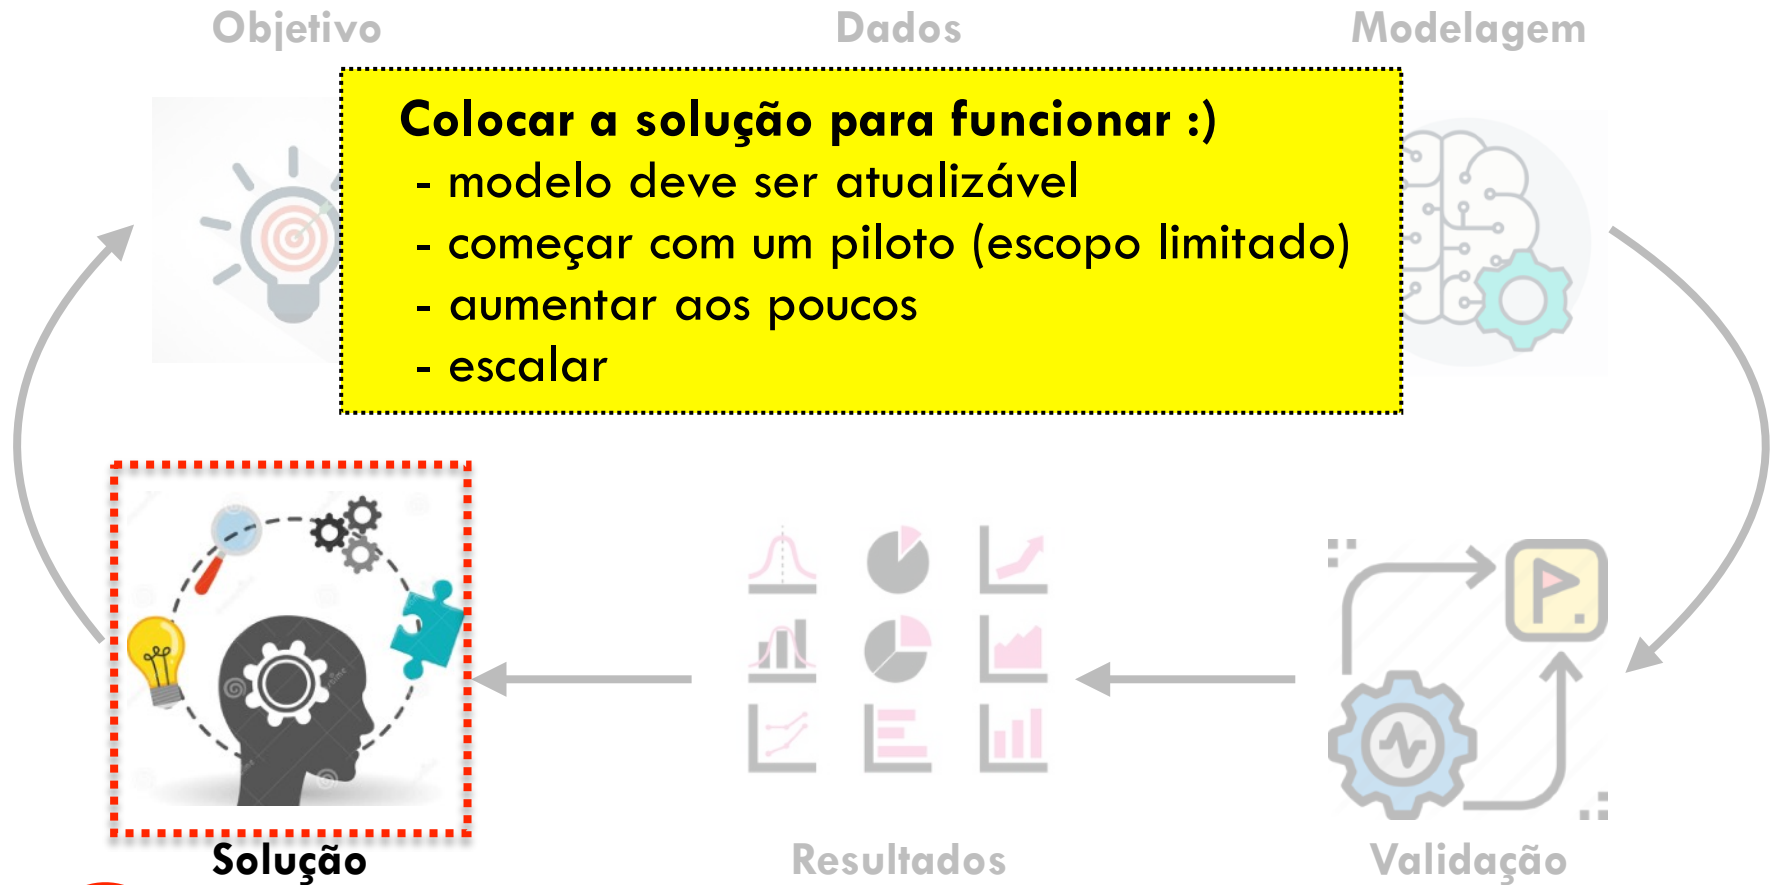 Objetivo
Dados
Modelagem
Colocar a solução para funcionar :)
- modelo deve ser atualizável
- começar com um piloto (escopo limitado)
- aumentar aos poucos
- escalar
Solução
Resultados
Validação